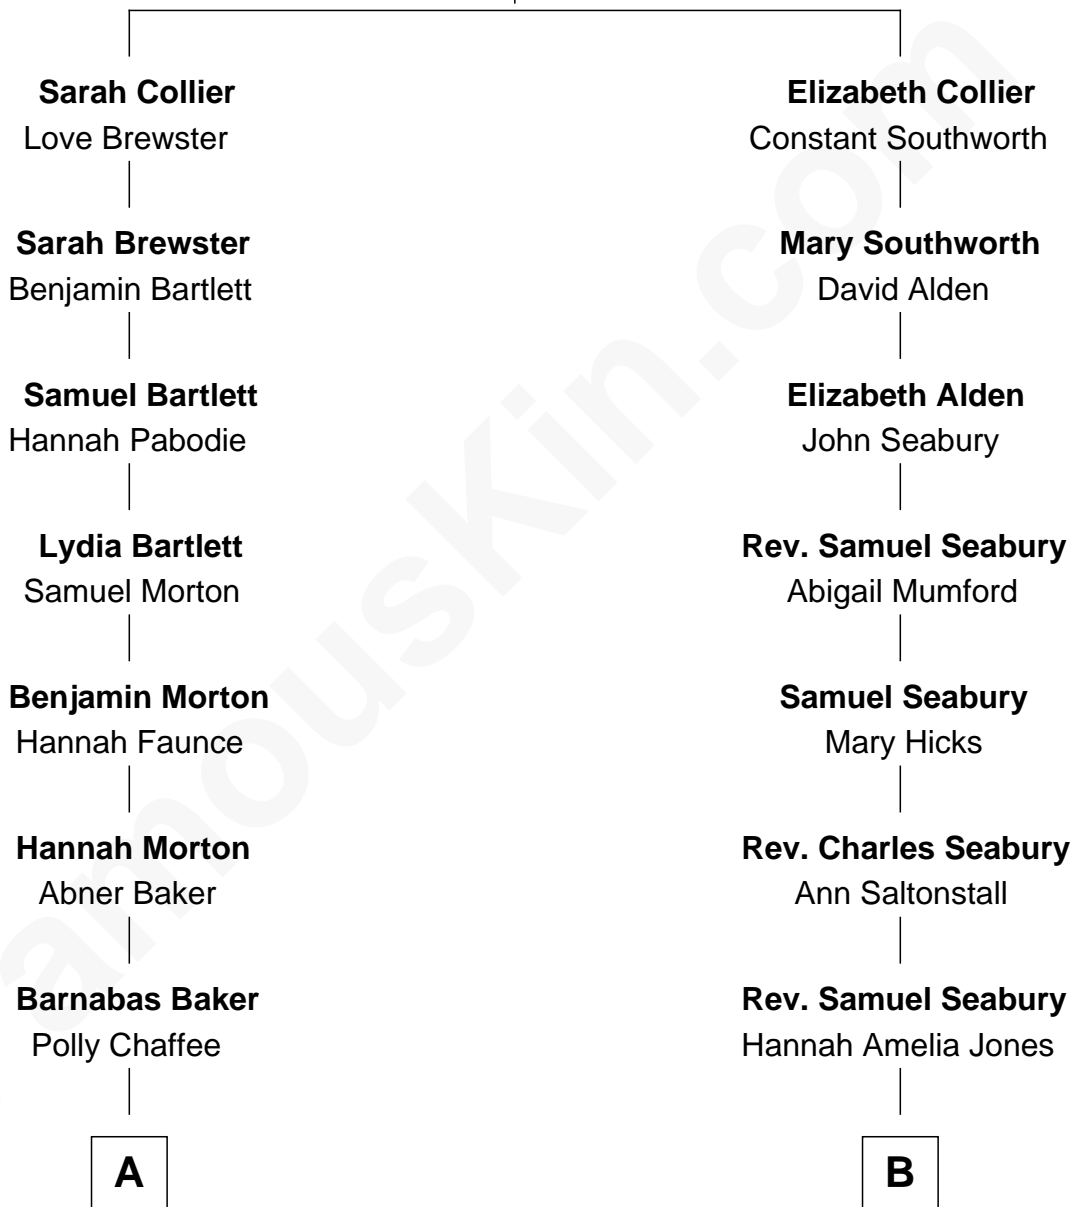 Sarah Collier
Love Brewster
Sarah Brewster
Benjamin Bartlett
Samuel Bartlett
Hannah Pabodie
Lydia Bartlett
Samuel Morton
Benjamin Morton
Hannah Faunce
Hannah Morton
Abner Baker
Barnabas Baker
Polly Chaffee
A
Elizabeth Collier
Constant Southworth
Mary Southworth
David Alden
Elizabeth Alden
John Seabury
Rev. Samuel Seabury
Abigail Mumford
Samuel Seabury
Mary Hicks
Rev. Charles Seabury
Ann Saltonstall
Rev. Samuel Seabury
Hannah Amelia Jones
B
amouskin.com